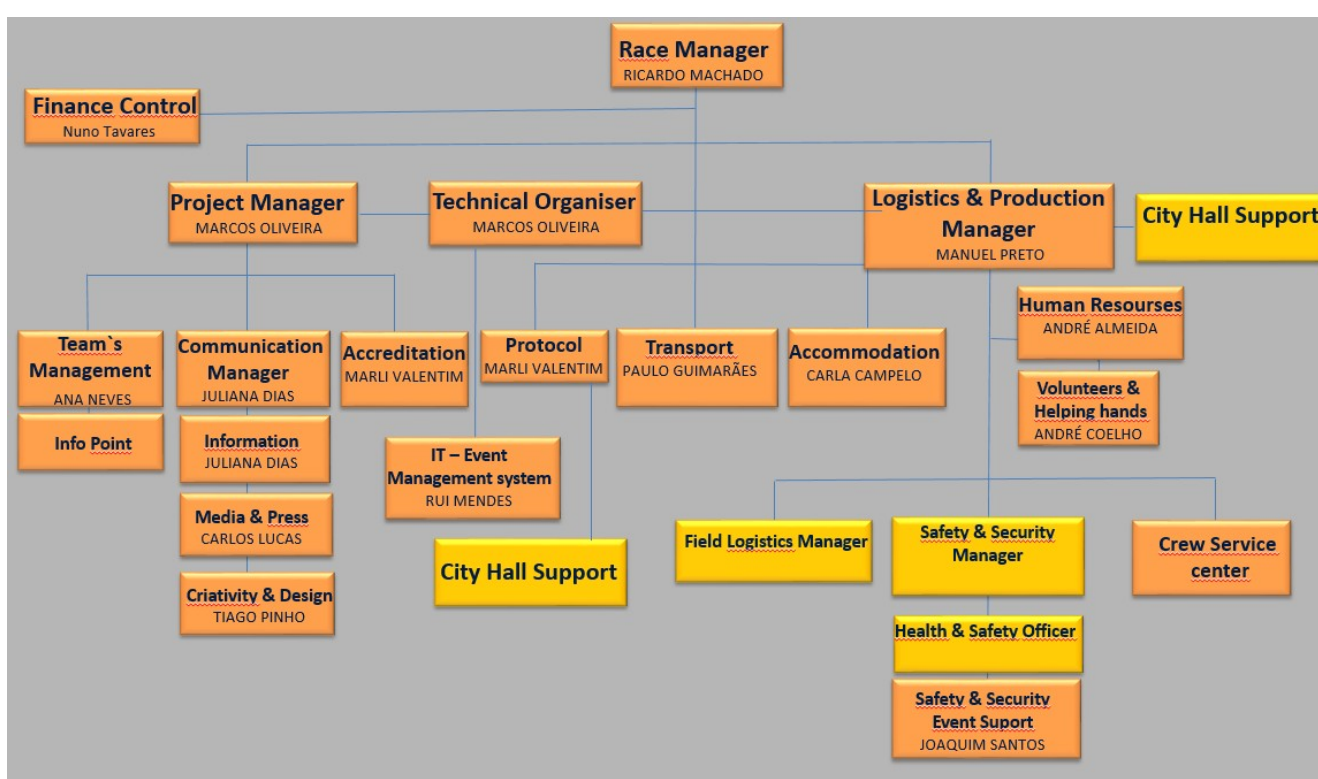 Race Manager
RICARDO MACHADO
Finance Control
Nuno Tavares
Project Manager
MARCOS OLIVEIRA
Technical Organiser
MARCOS OLIVEIRA
Logistics & Production
Manager
MANUEL PRETO
City Hall Support
Human Resourses
ANDRÉ ALMEIDA
Volunteers &
Helping hands
ANDRÉ COELHO
Team`s
Management
ANA NEVES
Info Point
Communication
Manager
JULIANA DIAS
Information
JULIANA DIAS
Media & Press
CARLOS LUCAS
Criativity & Design
TIAGO PINHO
Accreditation
MARLI VALENTIM
Protocol
MARLI VALENTIM
Transport
PAULO GUIMARÃES
Accommodation
CARLA CAMPELO
IT – Event
Management system
RUI MENDES
City Hall Support
Field Logistics Manager
Safety & Security
Manager
Health & Safety Officer
Safety & Security
Event Suport
JOAQUIM SANTOS
Crew Service
center